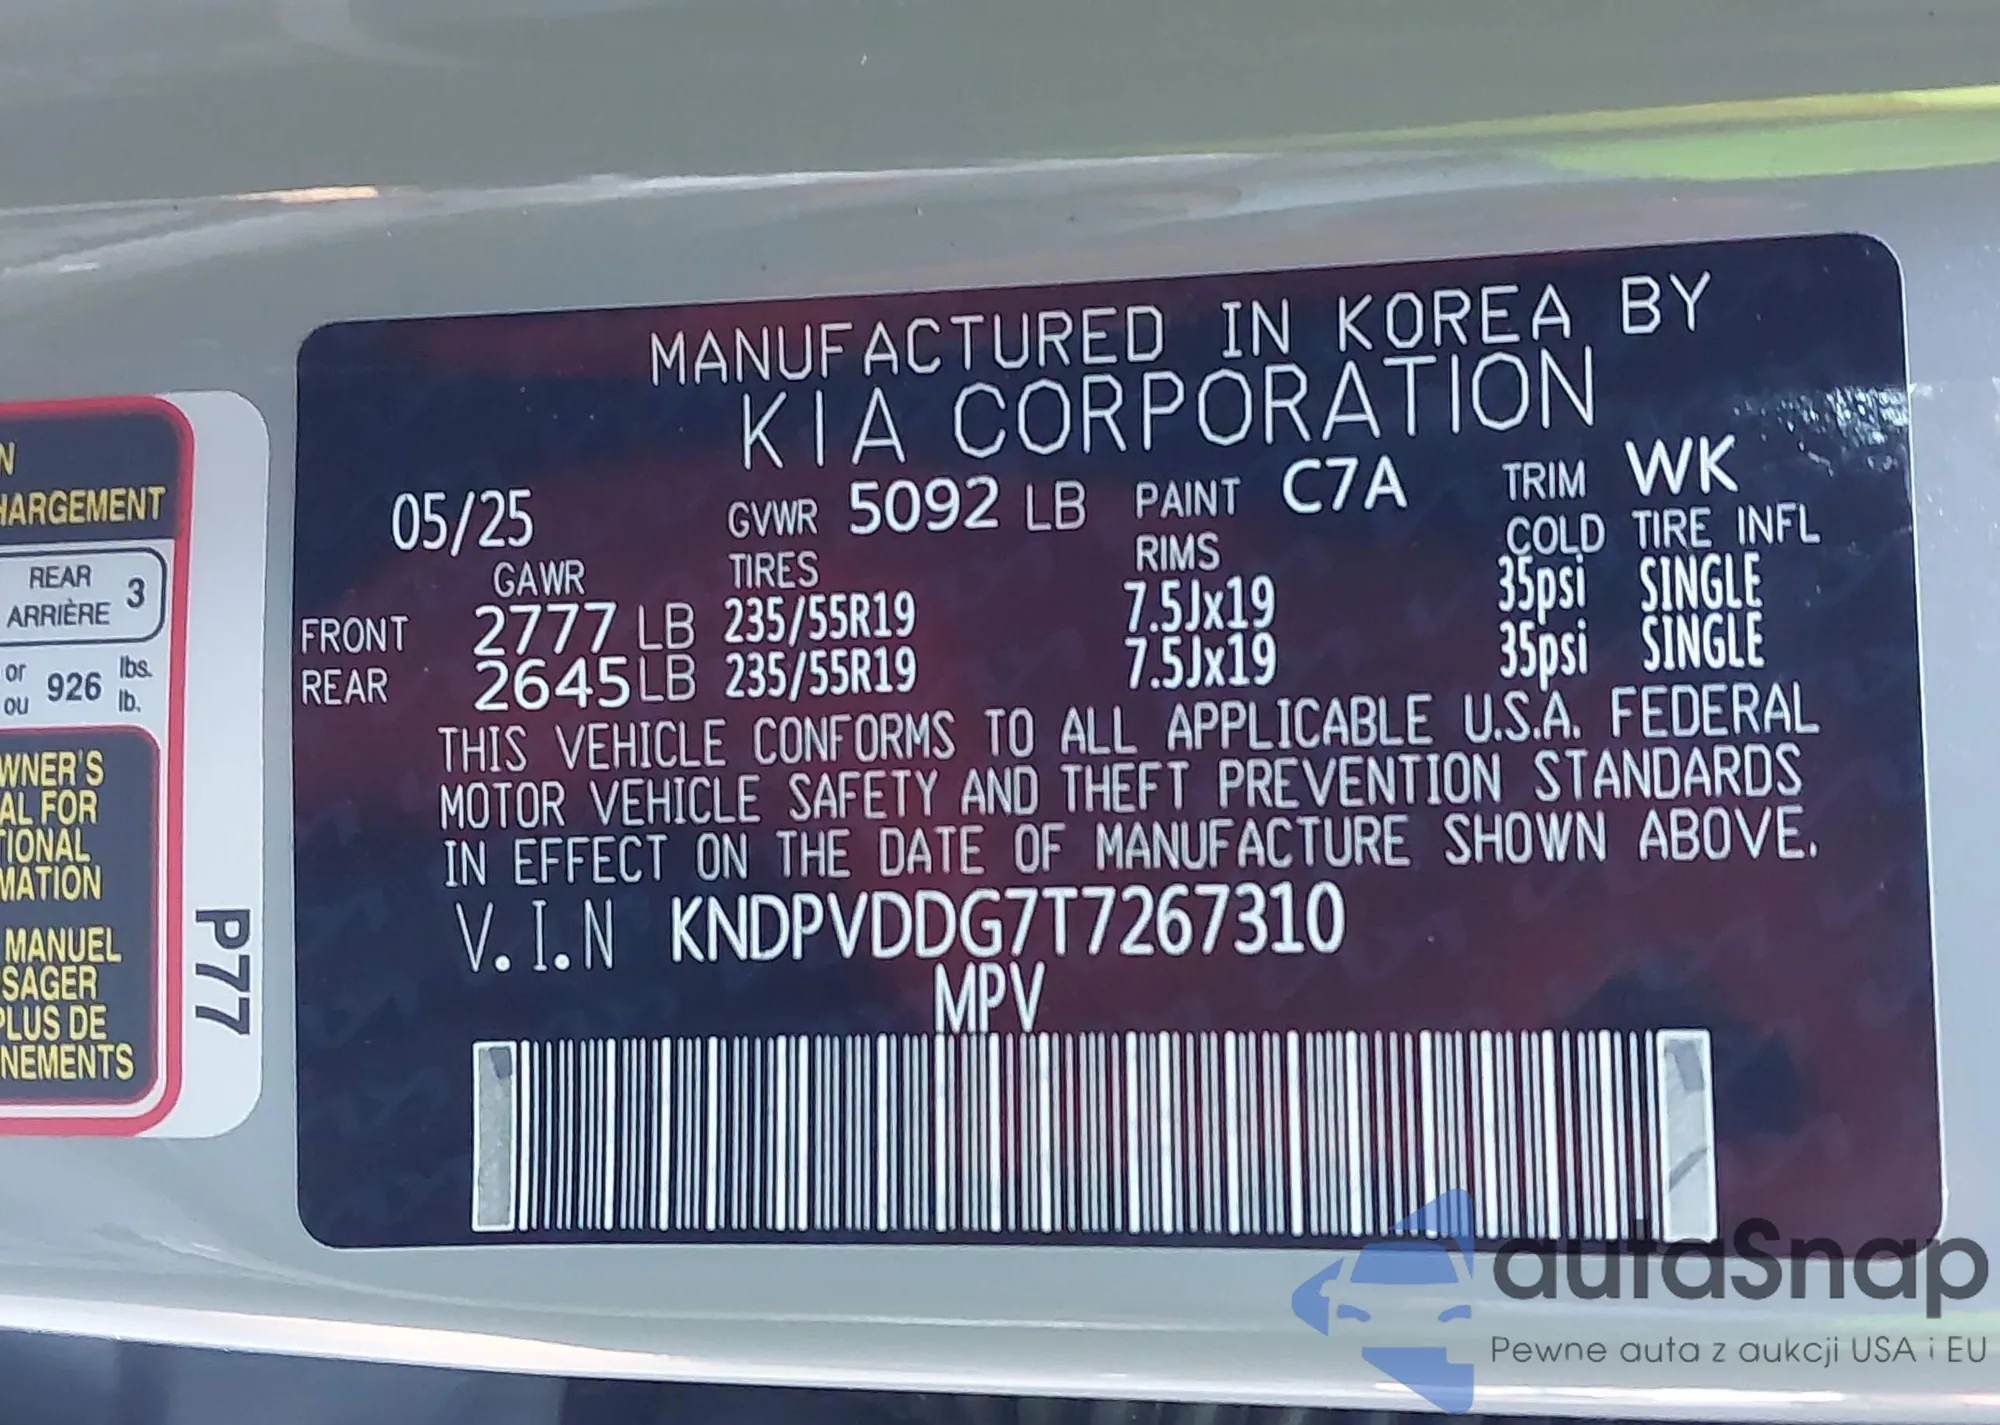 N
HARGEMENT
REAR
ARRIÈRE 3
or
ou 926 lbs.
lb.
WNER'S
AL FOR
TIONAL
MATION
MANUEL
SAGER
PLUS DE
NEMENTS
P77
MANUFACTURED IN KOREA BY
KIA CORPORATION
05/25 GVWR 5092 LB PAINT C7A TRIM WK
GAWR TIRES RIMS COLD TIRE INFL
FRONT 2777 LB 235/55R19 7.5Jx19 35psi SINGLE
REAR 2645 LB 235/55R19 7.5Jx19 35psi SINGLE
THIS VEHICLE CONFORMS TO ALL APPLICABLE U.S.A. FEDERAL
MOTOR VEHICLE SAFETY AND THEFT PREVENTION STANDARDS
IN EFFECT ON THE DATE OF MANUFACTURE SHOWN ABOVE.
V.I.N KNDPVDDG7T7267310
MPV
autaSnap
Pewne auta z aukcji USA i EU